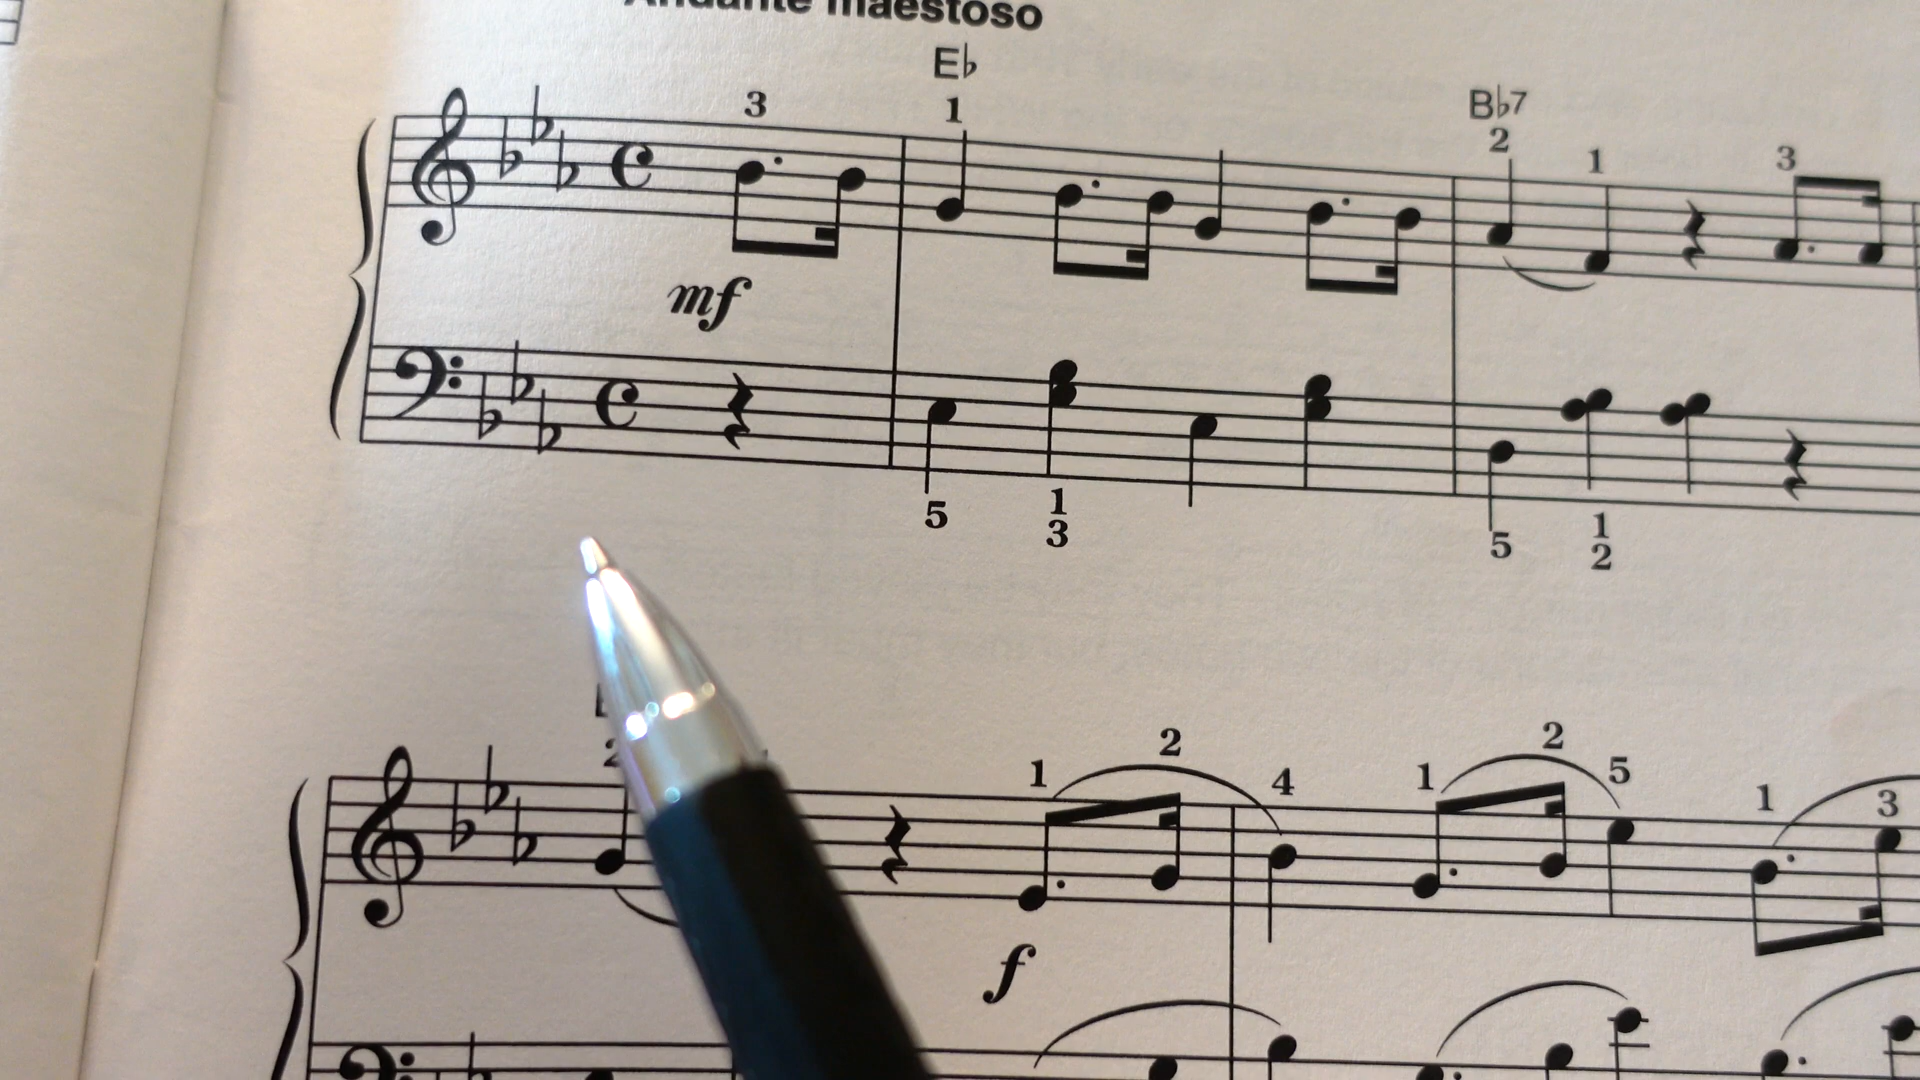 Andante maestoso
E♭
B♭7
3 1 2 1 3
mf
5 1 5 1
3 2
2 1 2 4 1 2 5 1 3
f